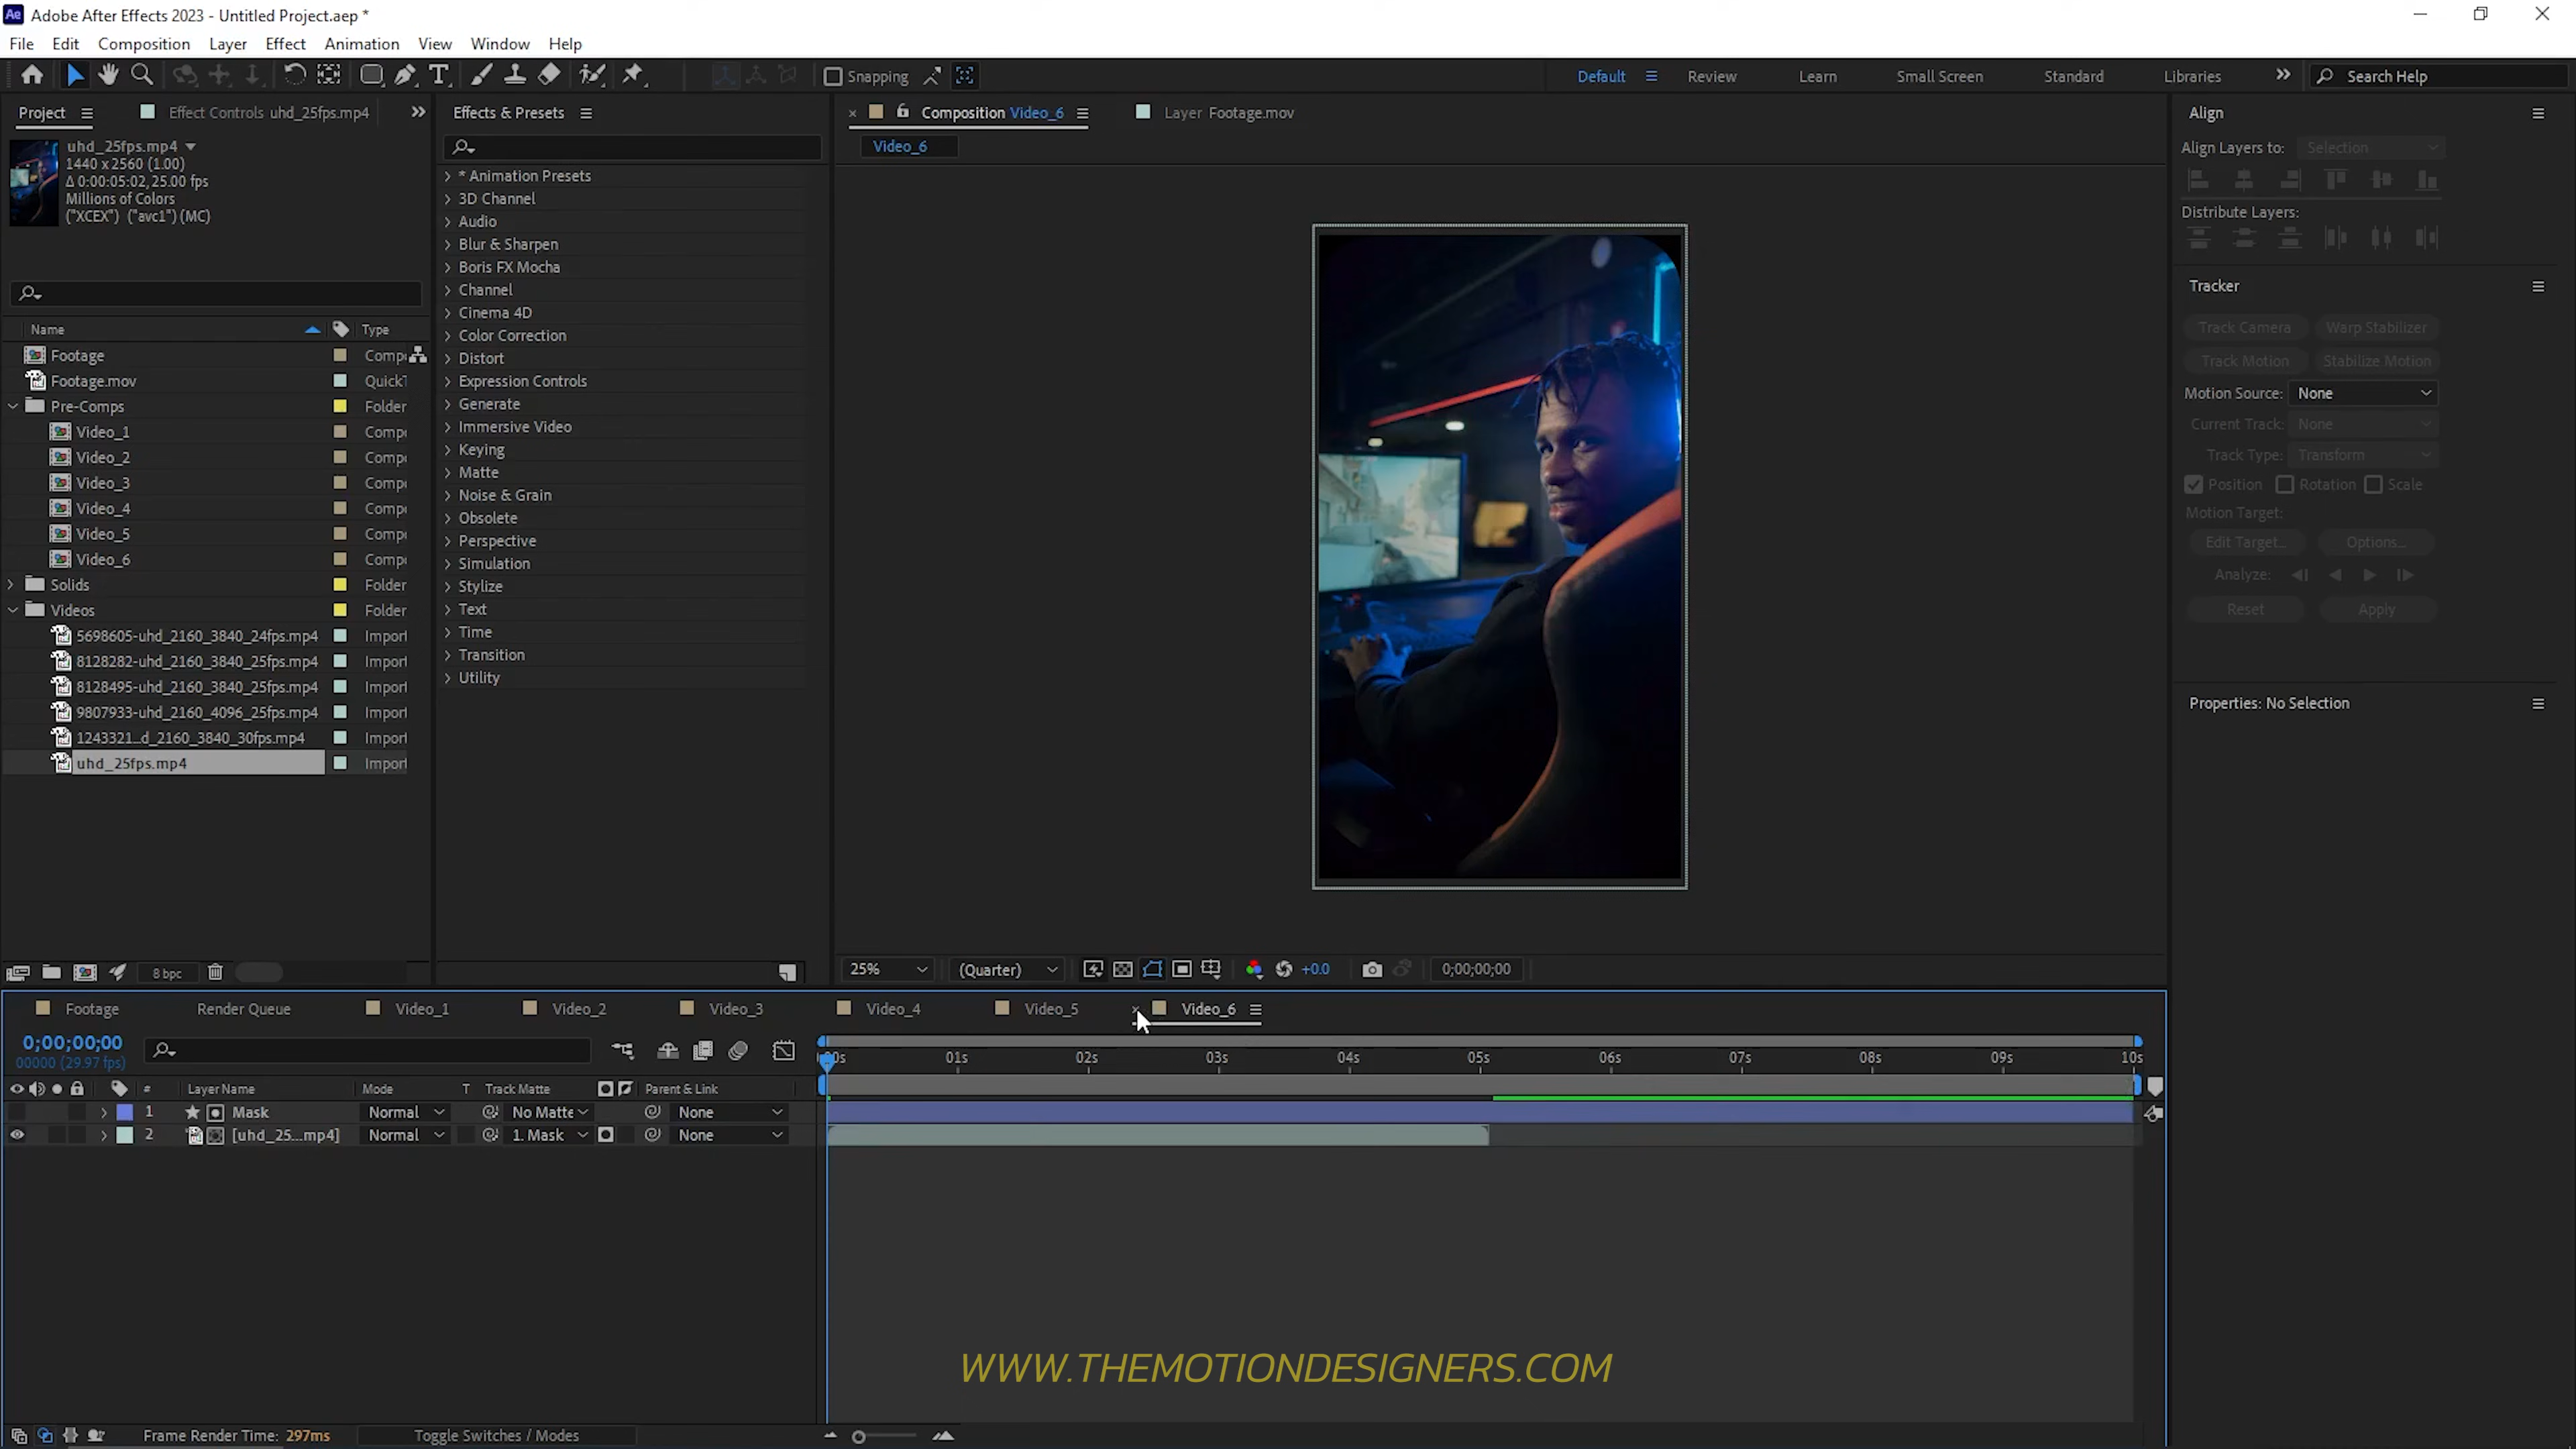 Ae Adobe After Effects 2023 - Untitled Project.aep *
File Edit Composition Layer Effect Animation View Window Help
Snapping Default Review Learn Small Screen Standard Libraries Search Help
Project Effect Controls uhd_25fps.mp4
uhd_25fps.mp4
1440 x 2560 (1.00)
Δ 0:00:05:02, 25.00 fps
Millions of Colors
("XCEX") ("avc1") (MC)
Name Type
Footage Comp
Footage.mov Quick
Pre-Comps Folder
Video_1 Comp
Video_2 Comp
Video_3 Comp
Video_4 Comp
Video_5 Comp
Video_6 Comp
Solids Folder
Videos Folder
5698605-uhd_2160_3840_24fps.mp4 Import
8128282-uhd_2160_3840_25fps.mp4 Import
8128495-uhd_2160_3840_25fps.mp4 Import
9807933-uhd_2160_4096_25fps.mp4 Import
1243321...d_2160_3840_30fps.mp4 Import
uhd_25fps.mp4 Import
8 bpc
Effects & Presets
* Animation Presets
3D Channel
Audio
Blur & Sharpen
Boris FX Mocha
Channel
Cinema 4D
Color Correction
Distort
Expression Controls
Generate
Immersive Video
Keying
Matte
Noise & Grain
Obsolete
Perspective
Simulation
Stylize
Text
Time
Transition
Utility
Composition Video_6 Layer Footage.mov
Video_6
25% (Quarter) +0.0 0;00;00;00
Align
Align Layers to: Selection
Distribute Layers:
Tracker
Track Camera Warp Stabilizer
Track Motion Stabilize Motion
Motion Source: None
Current Track: None
Track Type: Transform
Position Rotation Scale
Motion Target:
Edit Target... Options...
Analyze:
Reset Apply
Properties: No Selection
Footage Render Queue Video_1 Video_2 Video_3 Video_4 Video_5 Video_6
0;00;00;00
00000 (29.97 fps)
00s 01s 02s 03s 04s 05s 06s 07s 08s 09s 10s
# Layer Name Mode T Track Matte Parent & Link
1 Mask Normal No Matte None
2 [uhd_25...mp4] Normal 1. Mask None
WWW.THEMOTIONDESIGNERS.COM
Frame Render Time: 297ms Toggle Switches / Modes